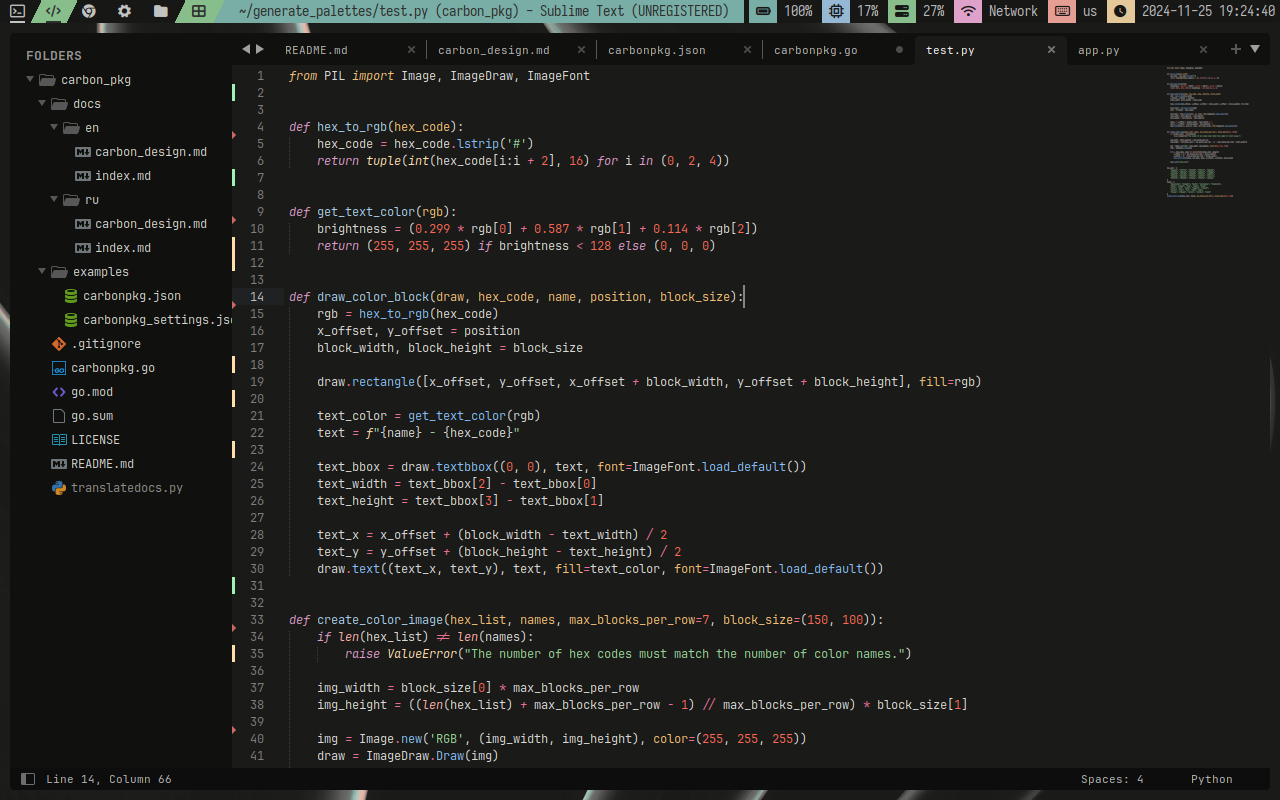 ~/generate_palettes/test.py (carbon_pkg) - Sublime Text (UNREGISTERED) 100% 17% 27% Network us 2024-11-25 19:24:40
FOLDERS
carbon_pkg
docs
en
carbon_design.md
index.md
ru
carbon_design.md
index.md
examples
carbonpkg.json
carbonpkg_settings.jso
.gitignore
carbonpkg.go
go.mod
go.sum
LICENSE
README.md
translatedocs.py
README.md carbon_design.md carbonpkg.json carbonpkg.go test.py app.py
1 from PIL import Image, ImageDraw, ImageFont
2
3
4 def hex_to_rgb(hex_code):
5 hex_code = hex_code.lstrip('#')
6 return tuple(int(hex_code[i:i + 2], 16) for i in (0, 2, 4))
7
8
9 def get_text_color(rgb):
10 brightness = (0.299 * rgb[0] + 0.587 * rgb[1] + 0.114 * rgb[2])
11 return (255, 255, 255) if brightness < 128 else (0, 0, 0)
12
13
14 def draw_color_block(draw, hex_code, name, position, block_size):
15 rgb = hex_to_rgb(hex_code)
16 x_offset, y_offset = position
17 block_width, block_height = block_size
18
19 draw.rectangle([x_offset, y_offset, x_offset + block_width, y_offset + block_height], fill=rgb)
20
21 text_color = get_text_color(rgb)
22 text = f"{name} - {hex_code}"
23
24 text_bbox = draw.textbbox((0, 0), text, font=ImageFont.load_default())
25 text_width = text_bbox[2] - text_bbox[0]
26 text_height = text_bbox[3] - text_bbox[1]
27
28 text_x = x_offset + (block_width - text_width) / 2
29 text_y = y_offset + (block_height - text_height) / 2
30 draw.text((text_x, text_y), text, fill=text_color, font=ImageFont.load_default())
31
32
33 def create_color_image(hex_list, names, max_blocks_per_row=7, block_size=(150, 100)):
34 if len(hex_list) != len(names):
35 raise ValueError("The number of hex codes must match the number of color names.")
36
37 img_width = block_size[0] * max_blocks_per_row
38 img_height = ((len(hex_list) + max_blocks_per_row - 1) // max_blocks_per_row) * block_size[1]
39
40 img = Image.new('RGB', (img_width, img_height), color=(255, 255, 255))
41 draw = ImageDraw.Draw(img)
Line 14, Column 66 Spaces: 4 Python